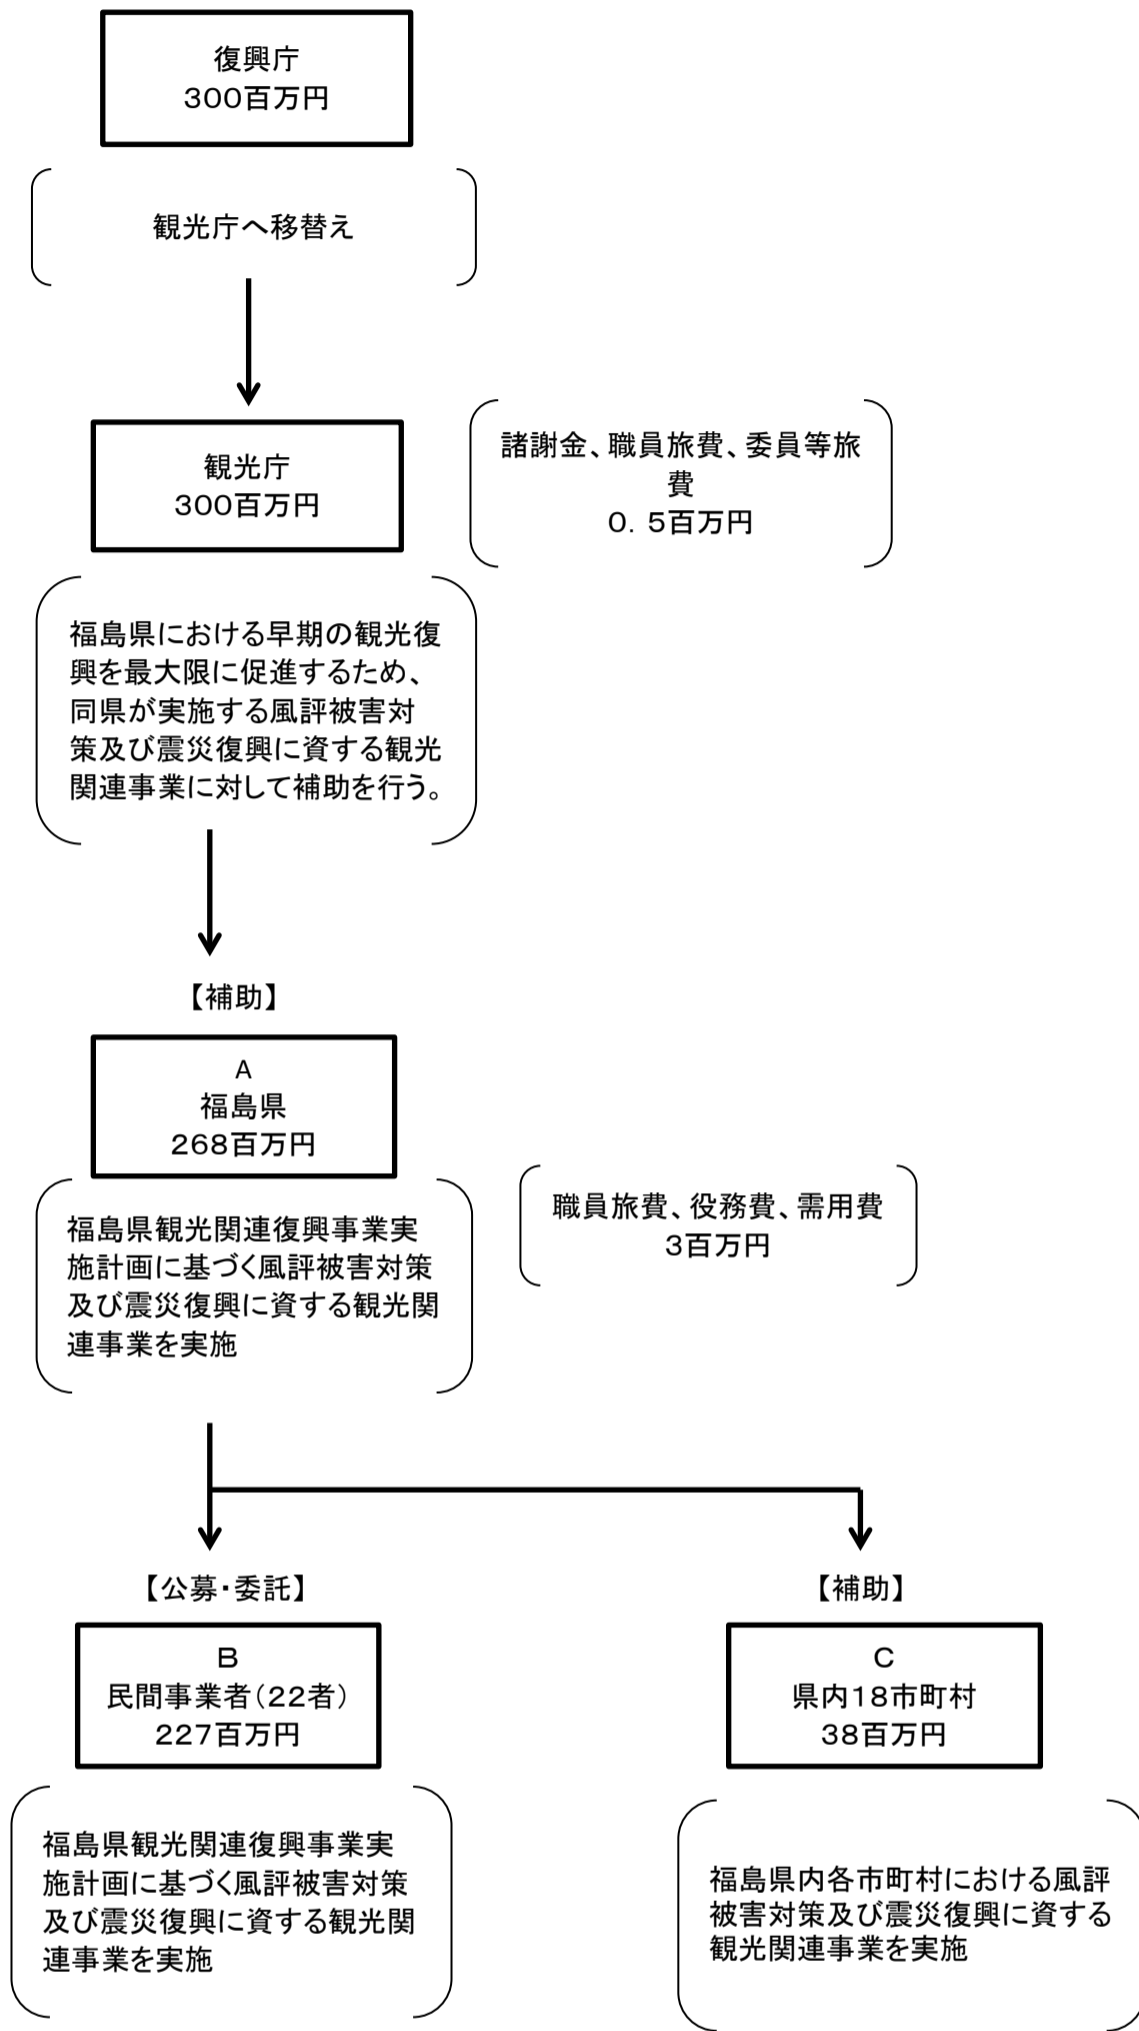 復興庁
300百万円
観光庁へ移替え
観光庁
300百万円
諸謝金、職員旅費、委員等旅
費
0．5百万円
福島県における早期の観光復
興を最大限に促進するため、
同県が実施する風評被害対
策及び震災復興に資する観光
関連事業に対して補助を行う。
【補助】
A
福島県
268百万円
福島県観光関連復興事業実
施計画に基づく風評被害対策
及び震災復興に資する観光関
連事業を実施
職員旅費、役務費、需用費
3百万円
【公募・委託】
B
民間事業者（22者）
227百万円
福島県観光関連復興事業実
施計画に基づく風評被害対策
及び震災復興に資する観光関
連事業を実施
【補助】
C
県内18市町村
38百万円
福島県内各市町村における風評
被害対策及び震災復興に資する
観光関連事業を実施